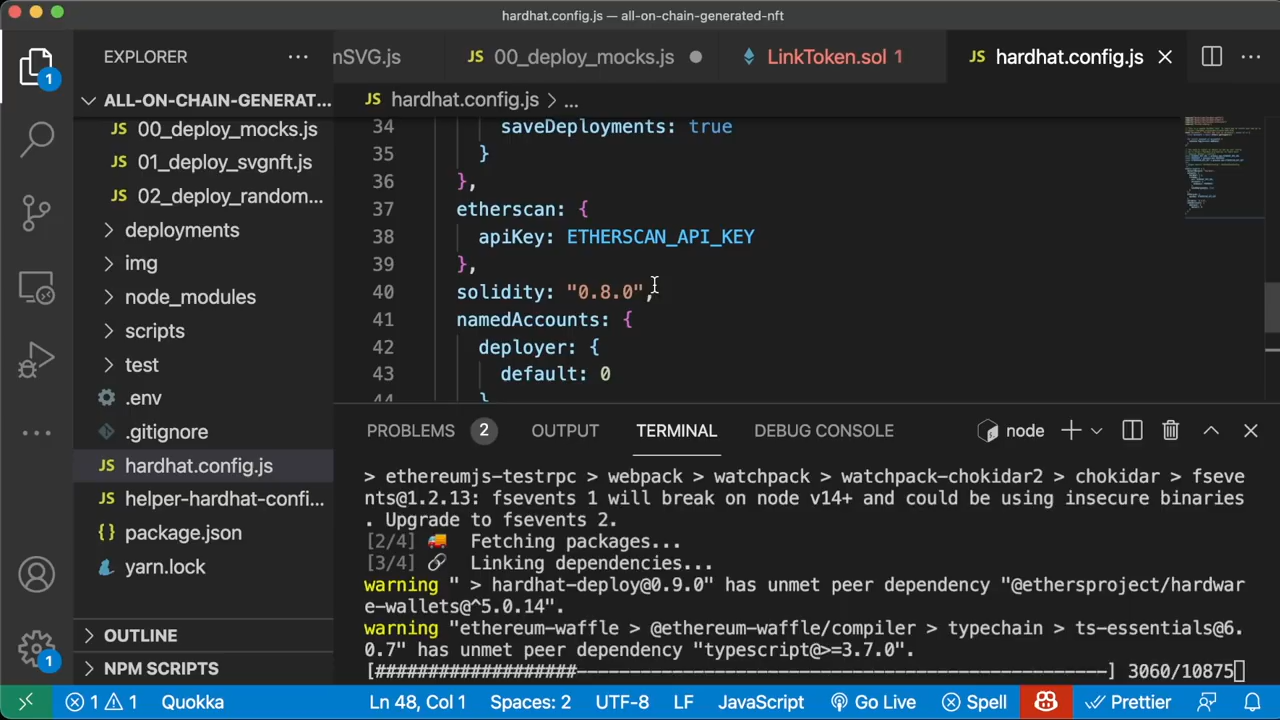 hardhat.config.js — all-on-chain-generated-nft
EXPLORER
nSVG.js
00_deploy_mocks.js
LinkToken.sol 1
JS hardhat.config.js
ALL-ON-CHAIN-GENERAT...
JS 00_deploy_mocks.js
JS 01_deploy_svgnft.js
JS 02_deploy_random...
deployments
img
node_modules
scripts
test
.env
.gitignore
JS hardhat.config.js
JS helper-hardhat-confi...
{} package.json
yarn.lock
OUTLINE
NPM SCRIPTS
JS hardhat.config.js > ...
34 saveDeployments: true
35 }
36 },
37 etherscan: {
38 apiKey: ETHERSCAN_API_KEY
39 },
40 solidity: "0.8.0",
41 namedAccounts: {
42 deployer: {
43 default: 0
44 }
PROBLEMS 2 OUTPUT TERMINAL DEBUG CONSOLE node
> ethereumjs-testrpc > webpack > watchpack > watchpack-chokidar2 > chokidar > fseve
nts@1.2.13: fsevents 1 will break on node v14+ and could be using insecure binaries
. Upgrade to fsevents 2.
[2/4] 🚚 Fetching packages...
[3/4] 🔗 Linking dependencies...
warning " > hardhat-deploy@0.9.0" has unmet peer dependency "@ethersproject/hardwar
e-wallets@^5.0.14".
warning "ethereum-waffle > @ethereum-waffle/compiler > typechain > ts-essentials@6.
0.7" has unmet peer dependency "typescript@>=3.7.0".
[###################--------------------------------------------------] 3060/10875
1 1 Quokka Ln 48, Col 1 Spaces: 2 UTF-8 LF JavaScript Go Live Spell Prettier